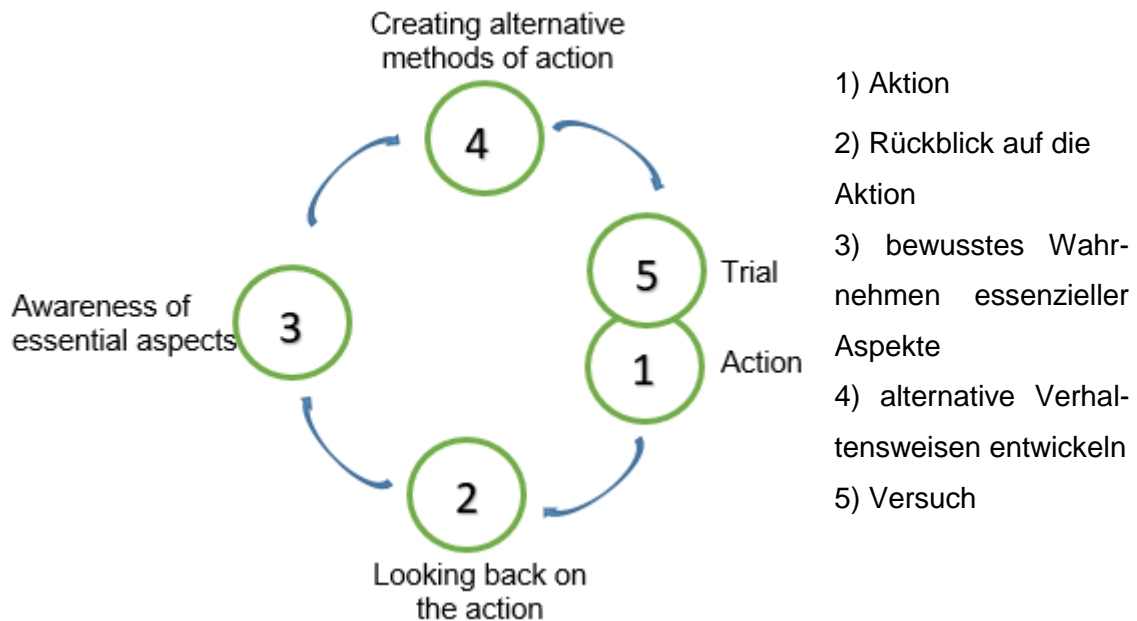 Creating alternative
methods of action
4
5
Trial
1
Action
Awareness of
essential aspects
3
2
Looking back on
the action
1) Aktion
2) Rückblick auf die
Aktion
3) bewusstes Wahr-
nehmen essenzieller
Aspekte
4) alternative Verhal-
tensweisen entwickeln
5) Versuch